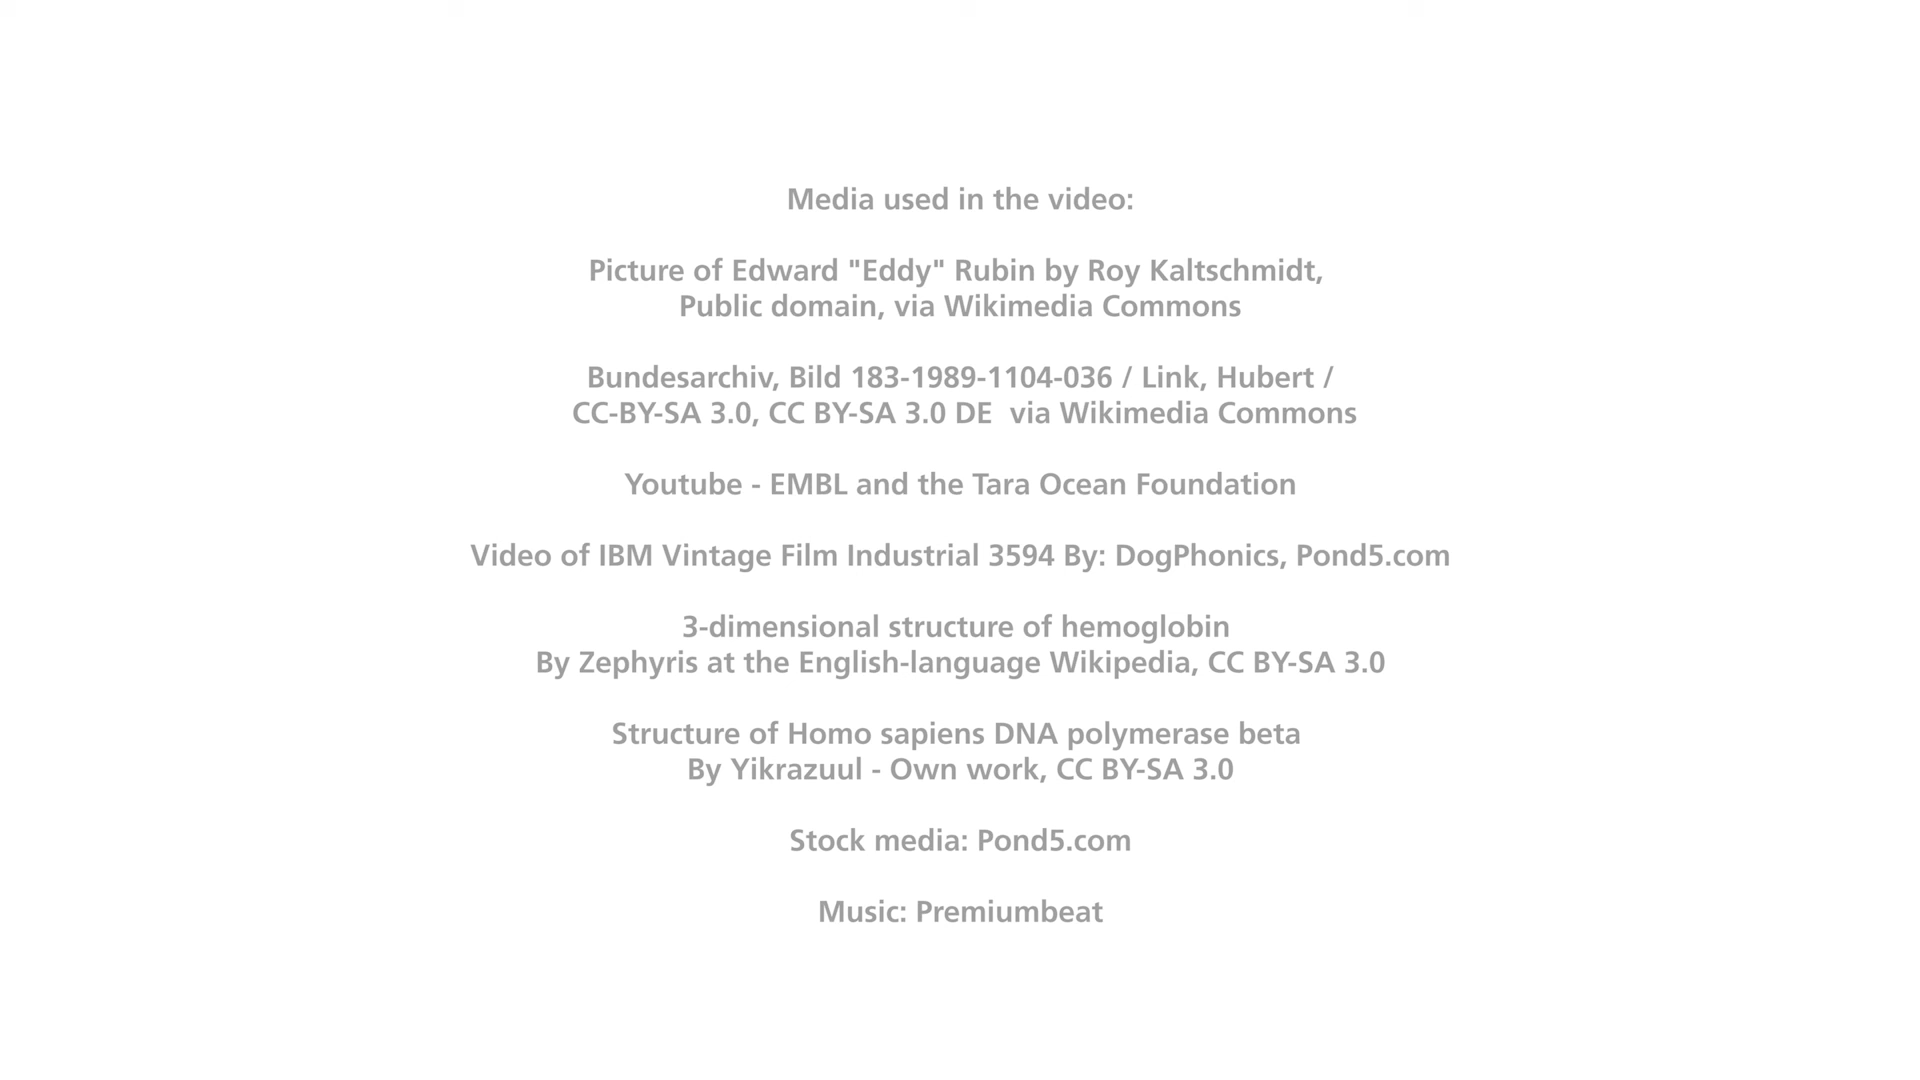 Media used in the video:
Picture of Edward "Eddy" Rubin by Roy Kaltschmidt,
Public domain, via Wikimedia Commons
Bundesarchiv, Bild 183-1989-1104-036 / Link, Hubert /
CC-BY-SA 3.0, CC BY-SA 3.0 DE  via Wikimedia Commons
Youtube - EMBL and the Tara Ocean Foundation
Video of IBM Vintage Film Industrial 3594 By: DogPhonics, Pond5.com
3-dimensional structure of hemoglobin
By Zephyris at the English-language Wikipedia, CC BY-SA 3.0
Structure of Homo sapiens DNA polymerase beta
By Yikrazuul - Own work, CC BY-SA 3.0
Stock media: Pond5.com
Music: Premiumbeat